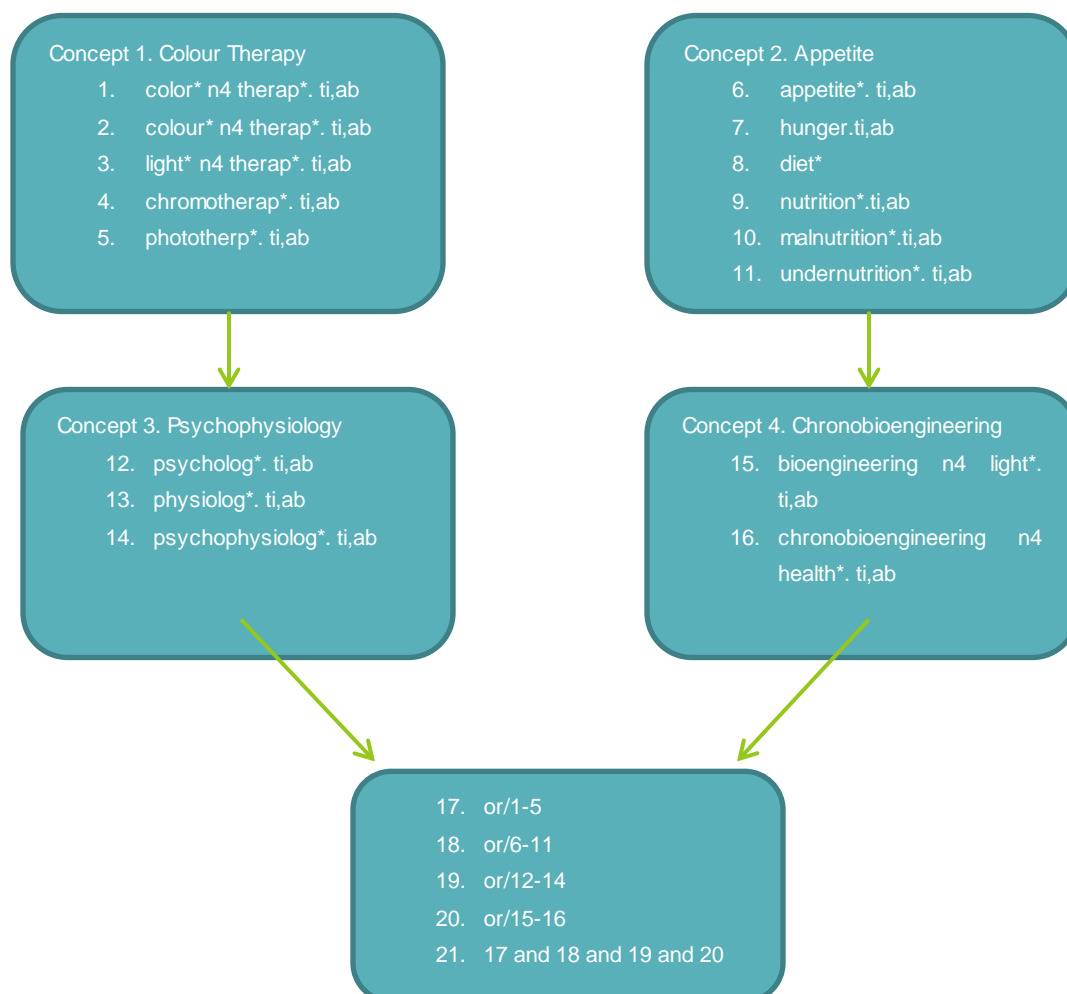 Concept 1. Colour Therapy
1. color* n4 therap*. ti,ab
2. colour* n4 therap*. ti,ab
3. light* n4 therap*. ti,ab
4. chromotherap*. ti,ab
5. phototherp*. ti,ab
Concept 2. Appetite
6. appetite*. ti,ab
7. hunger.ti,ab
8. diet*
9. nutrition*.ti,ab
10. malnutrition*.ti,ab
11. undernutrition*. ti,ab
Concept 3. Psychophysiology
12. psycholog*. ti,ab
13. physiolog*. ti,ab
14. psychophysiolog*. ti,ab
Concept 4. Chronobioengineering
15. bioengineering n4 light*.
ti,ab
16. chronobioengineering n4
health*. ti,ab
17. or/1-5
18. or/6-11
19. or/12-14
20. or/15-16
21. 17 and 18 and 19 and 20